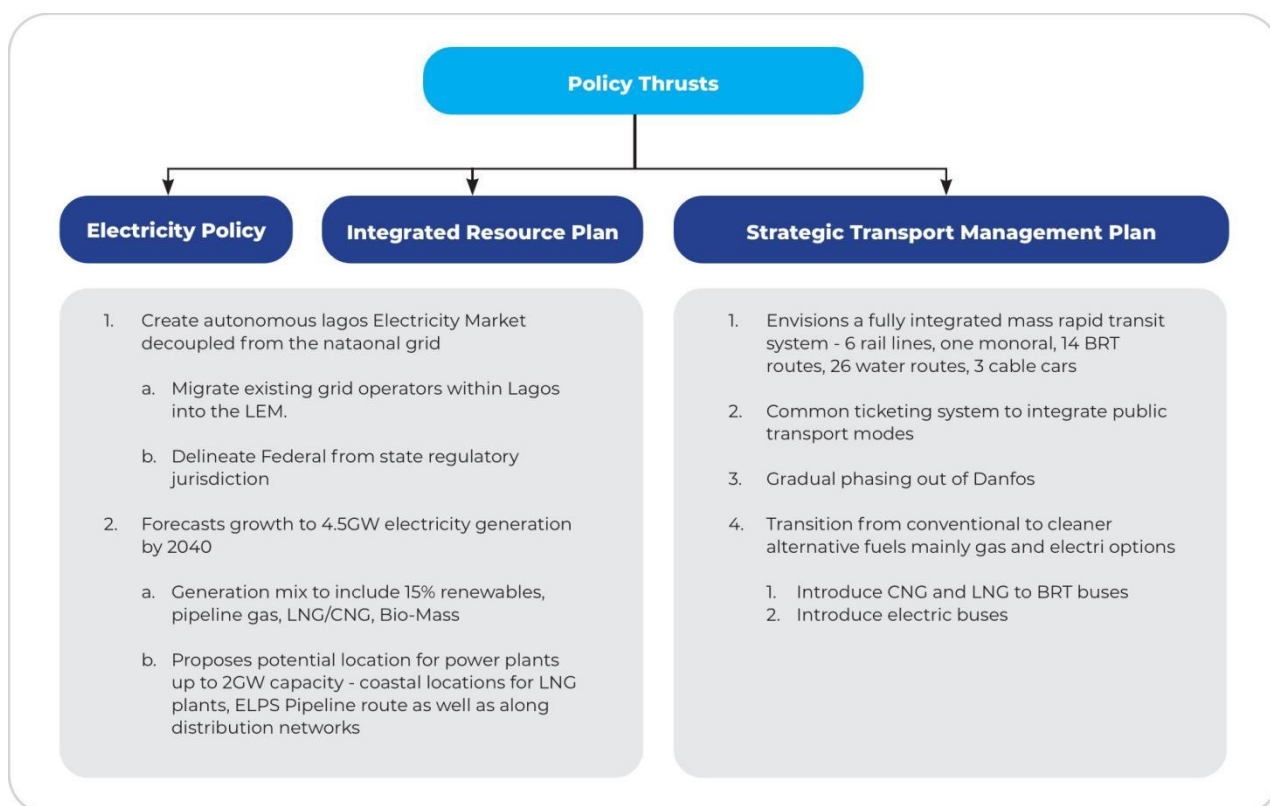 Policy Thrusts
Electricity Policy
Integrated Resource Plan
Strategic Transport Management Plan
1. Create autonomous lagos Electricity Market
decoupled from the nataonal grid
a. Migrate existing grid operators within Lagos
into the LEM.
b. Delineate Federal from state regulatory
jurisdiction
2. Forecasts growth to 4.5GW electricity generation
by 2040
a. Generation mix to include 15% renewables,
pipeline gas, LNG/CNG, Bio-Mass
b. Proposes potential location for power plants
up to 2GW capacity - coastal locations for LNG
plants, ELPS Pipeline route as well as along
distribution networks
1. Envisions a fully integrated mass rapid transit
system - 6 rail lines, one monoral, 14 BRT
routes, 26 water routes, 3 cable cars
2. Common ticketing system to integrate public
transport modes
3. Gradual phasing out of Danfos
4. Transition from conventional to cleaner
alternative fuels mainly gas and electri options
1. Introduce CNG and LNG to BRT buses
2. Introduce electric buses